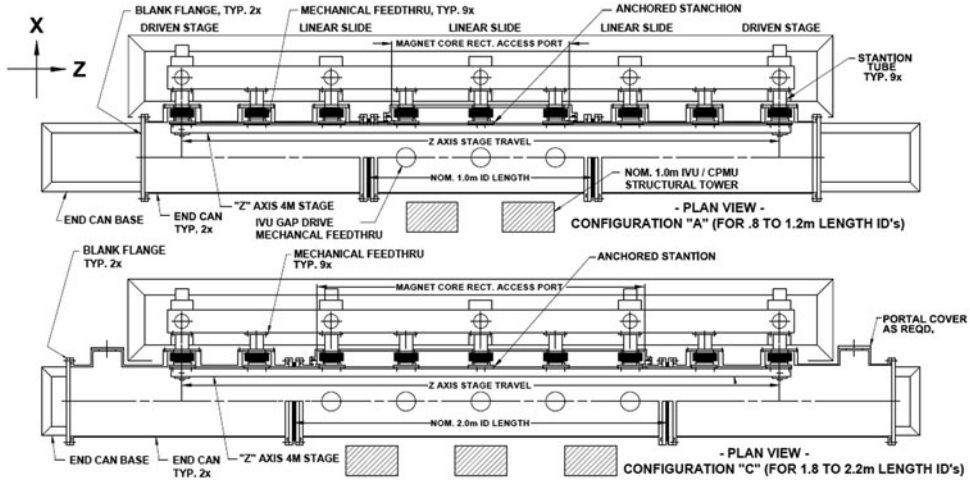 BLANK FLANGE, TYP. 2x
MECHANICAL FEEDTHRU, TYP. 9x
ANCHORED STANCHION
DRIVEN STAGE
LINEAR SLIDE
LINEAR SLIDE
LINEAR SLIDE
DRIVEN STAGE
X
Z
MAGNET CORE RECT. ACCESS PORT
STANTION
TUBE
TYP. 9x
Z AXIS STAGE TRAVEL
NOM. 1.0m ID LENGTH
NOM. 1.0m IVU / CPMU
STRUCTURAL TOWER
END CAN BASE
END CAN
TYP. 2x
"Z" AXIS 4M STAGE
IVU GAP DRIVE
MECHANCAL FEEDTHRU
- PLAN VIEW -
CONFIGURATION "A" (FOR .8 TO 1.2m LENGTH ID's)
BLANK FLANGE
TYP. 2x
MECHANICAL FEEDTHRU
TYP. 9x
ANCHORED STANTION
MAGNET CORE RECT. ACCESS PORT
PORTAL COVER
AS REQD.
Z AXIS STAGE TRAVEL
NOM. 2.0m ID LENGTH
END CAN BASE
END CAN
TYP. 2x
"Z" AXIS 4M STAGE
- PLAN VIEW -
CONFIGURATION "C" (FOR 1.8 TO 2.2m LENGTH ID's)